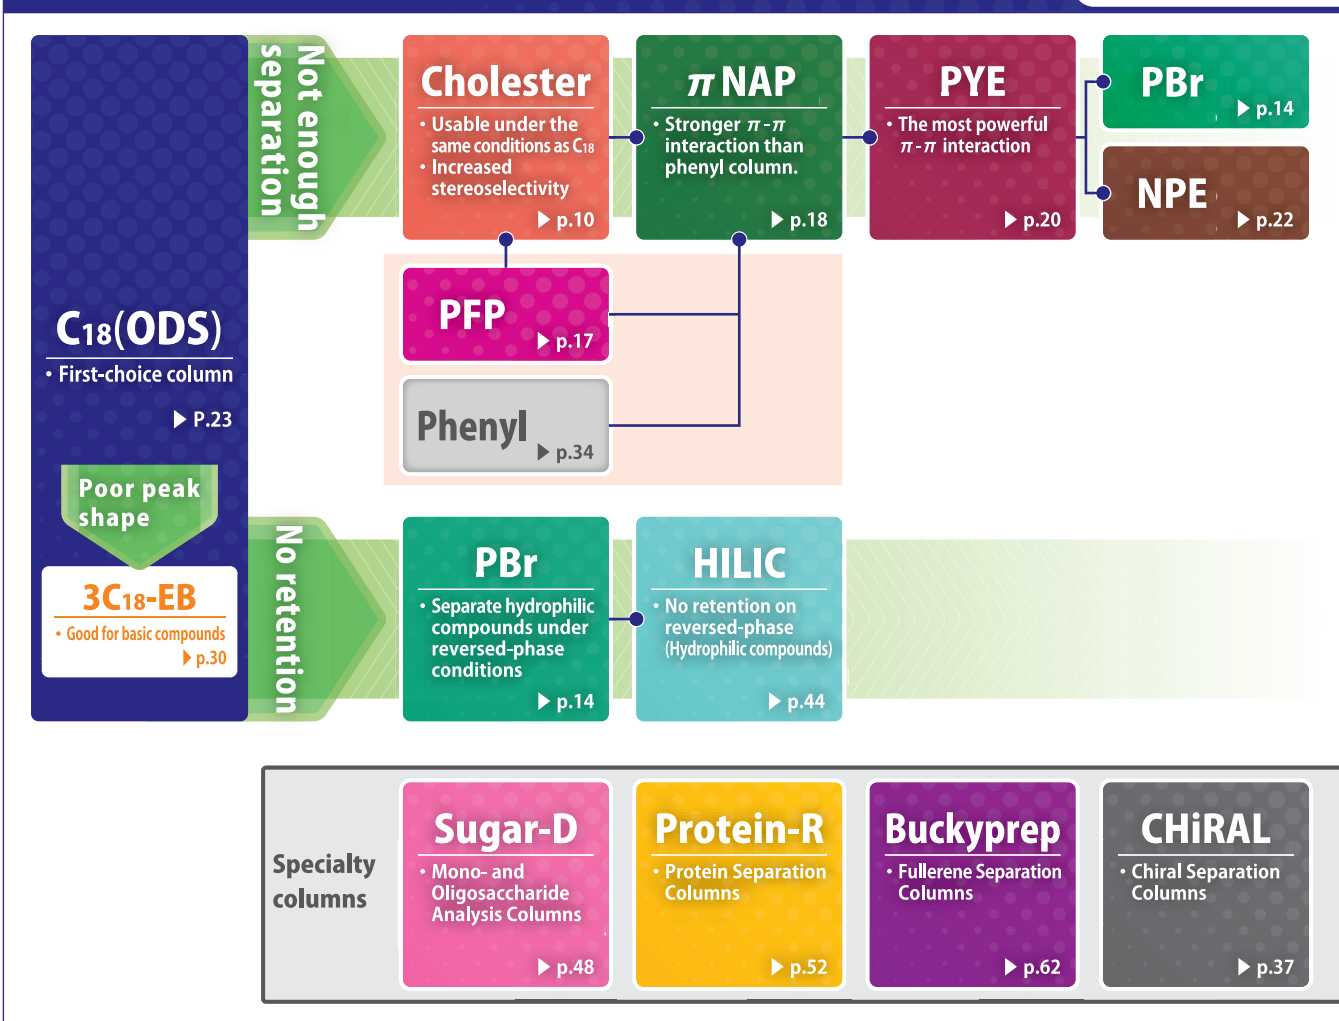 C18(ODS)
• First-choice column
▶ P.23
Poor peak
shape
3C18-EB
• Good for basic compounds
▶ p.30
Not enough
separation
Cholester
• Usable under the
same conditions as C18
• Increased
stereoselectivity
▶ p.10
π NAP
• Stronger π-π
interaction than
phenyl column.
▶ p.18
PYE
• The most powerful
π-π interaction
▶ p.20
PBr
▶ p.14
NPE
▶ p.22
PFP
▶ p.17
Phenyl
▶ p.34
No retention
PBr
• Separate hydrophilic
compounds under
reversed-phase
conditions
▶ p.14
HILIC
• No retention on
reversed-phase
(Hydrophilic compounds)
▶ p.44
Specialty
columns
Sugar-D
• Mono- and
Oligosaccharide
Analysis Columns
▶ p.48
Protein-R
• Protein Separation
Columns
▶ p.52
Buckyprep
• Fullerene Separation
Columns
▶ p.62
CHiRAL
• Chiral Separation
Columns
▶ p.37